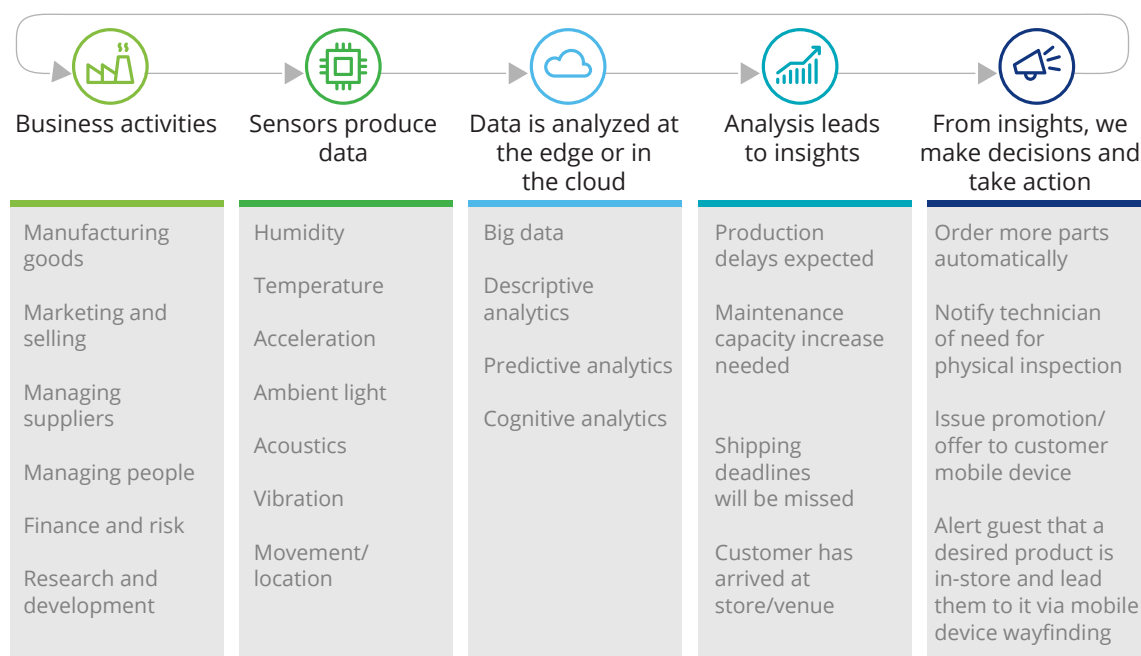 Business activities
Sensors produce
data
Data is analyzed at
the edge or in
the cloud
Analysis leads
to insights
From insights, we
make decisions and
take action
Manufacturing
goods
Marketing and
selling
Managing
suppliers
Managing people
Finance and risk
Research and
development
Humidity
Temperature
Acceleration
Ambient light
Acoustics
Vibration
Movement/
location
Big data
Descriptive
analytics
Predictive analytics
Cognitive analytics
Production
delays expected
Maintenance
capacity increase
needed
Shipping
deadlines
will be missed
Customer has
arrived at
store/venue
Order more parts
automatically
Notify technician
of need for
physical inspection
Issue promotion/
offer to customer
mobile device
Alert guest that a
desired product is
in-store and lead
them to it via mobile
device wayfinding